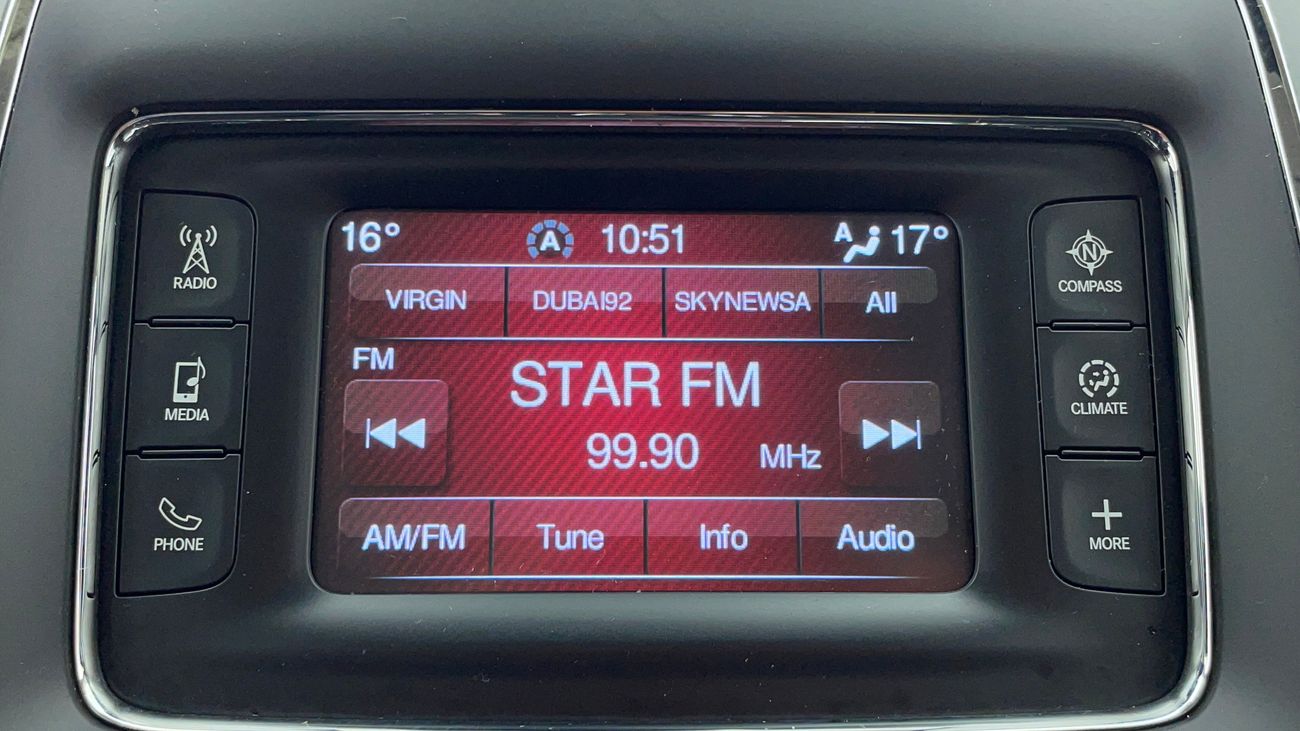 16° A 10:51 A 17°
VIRGIN DUBAI92 SKYNEWSA All
FM
STAR FM
99.90 MHz
AM/FM Tune Info Audio
RADIO
MEDIA
PHONE
N
COMPASS
CLIMATE
MORE